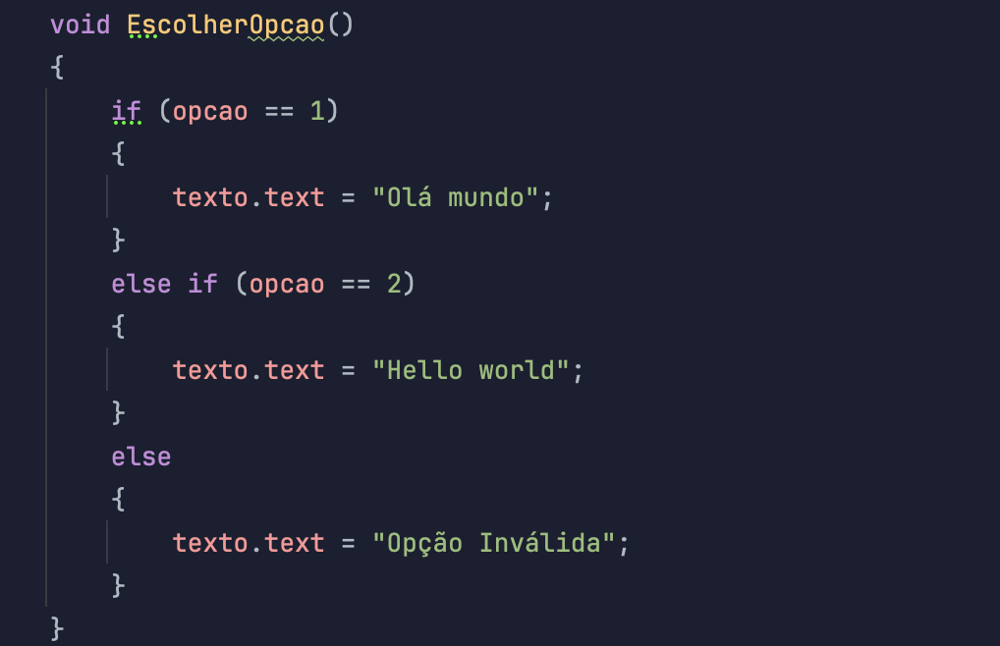 void EscolherOpcao()
{
    if (opcao == 1)
    {
        texto.text = "Olá mundo";
    }
    else if (opcao == 2)
    {
        texto.text = "Hello world";
    }
    else
    {
        texto.text = "Opção Inválida";
    }
}